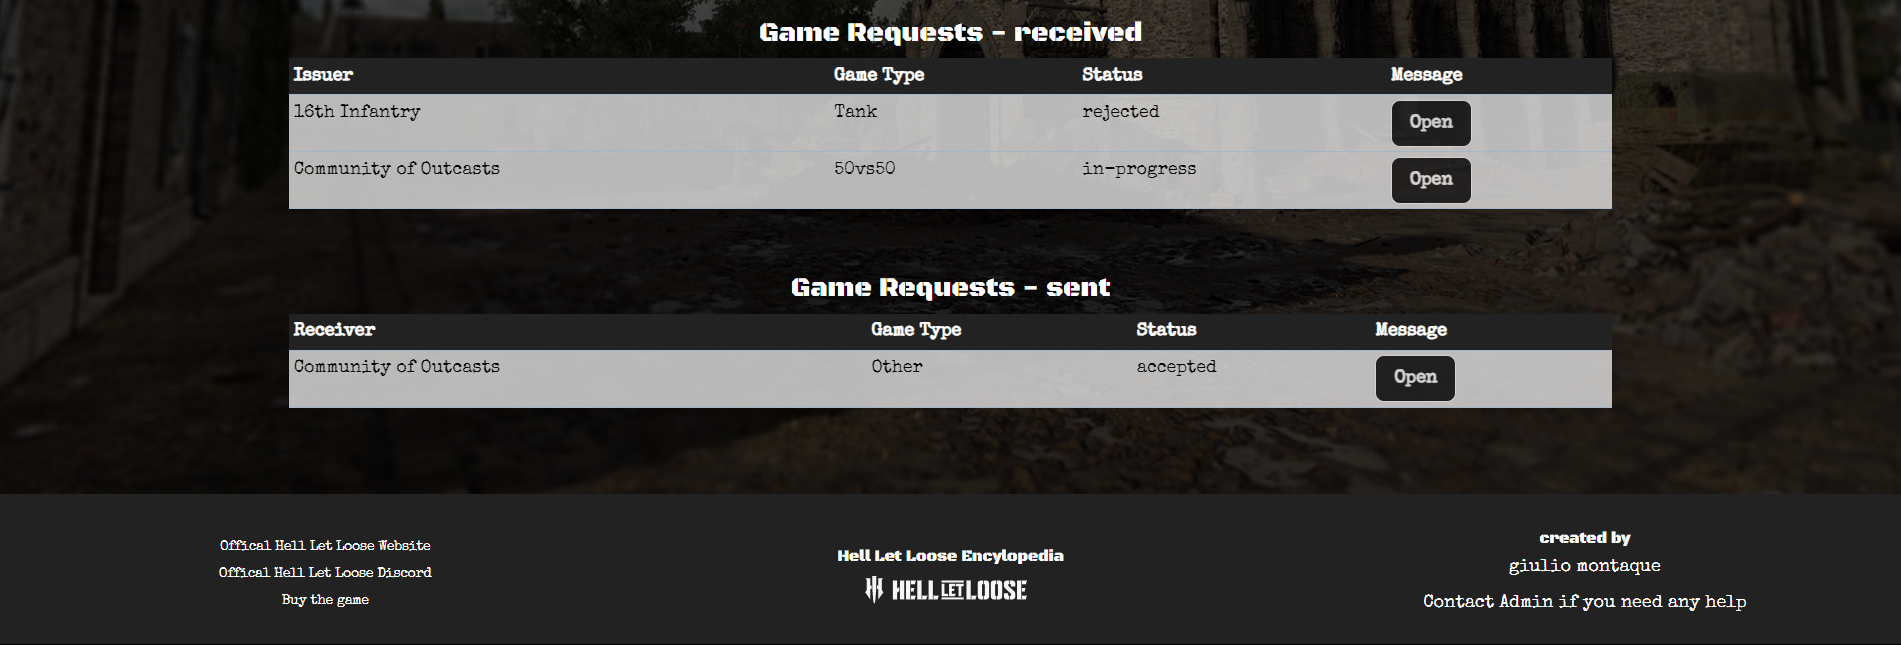 Game Requests - received
Issuer Game Type Status Message
16th Infantry Tank rejected Open
Community of Outcasts 50vs50 in-progress Open
Game Requests - sent
Receiver Game Type Status Message
Community of Outcasts Other accepted Open
Offical Hell Let Loose Website
Offical Hell Let Loose Discord
Buy the game
Hell Let Loose Encylopedia
HELL LET LOOSE
created by
giulio montaque
Contact Admin if you need any help